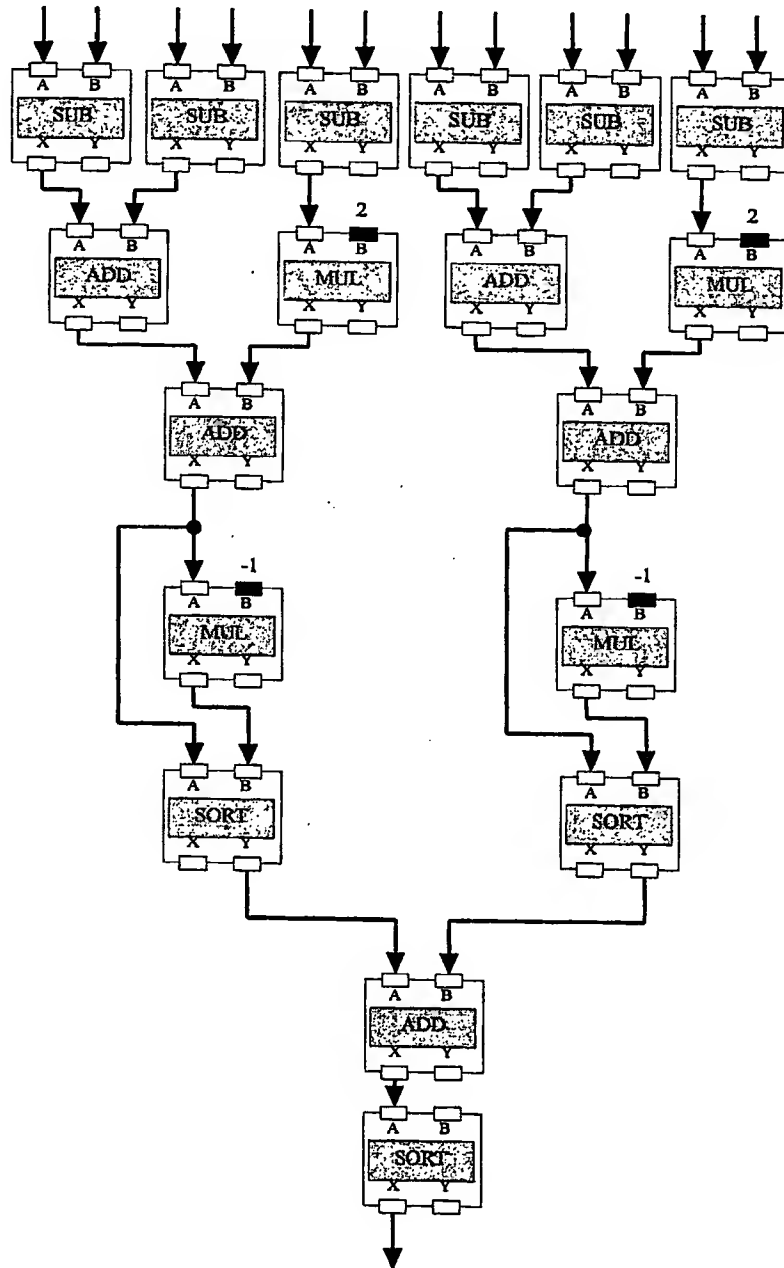 A B A B A B A B A B A B
SUB SUB SUB SUB SUB SUB
X Y X Y X Y X Y X Y X Y
2 2
A B A B A B A B
ADD MUL ADD MUL
X Y X Y X Y X Y
A B A B
ADD ADD
X Y X Y
-1 -1
A B A B
MUL MUL
X Y X Y
A B A B
SORT SORT
X Y X Y
A B
ADD
X Y
A B
SORT
X Y